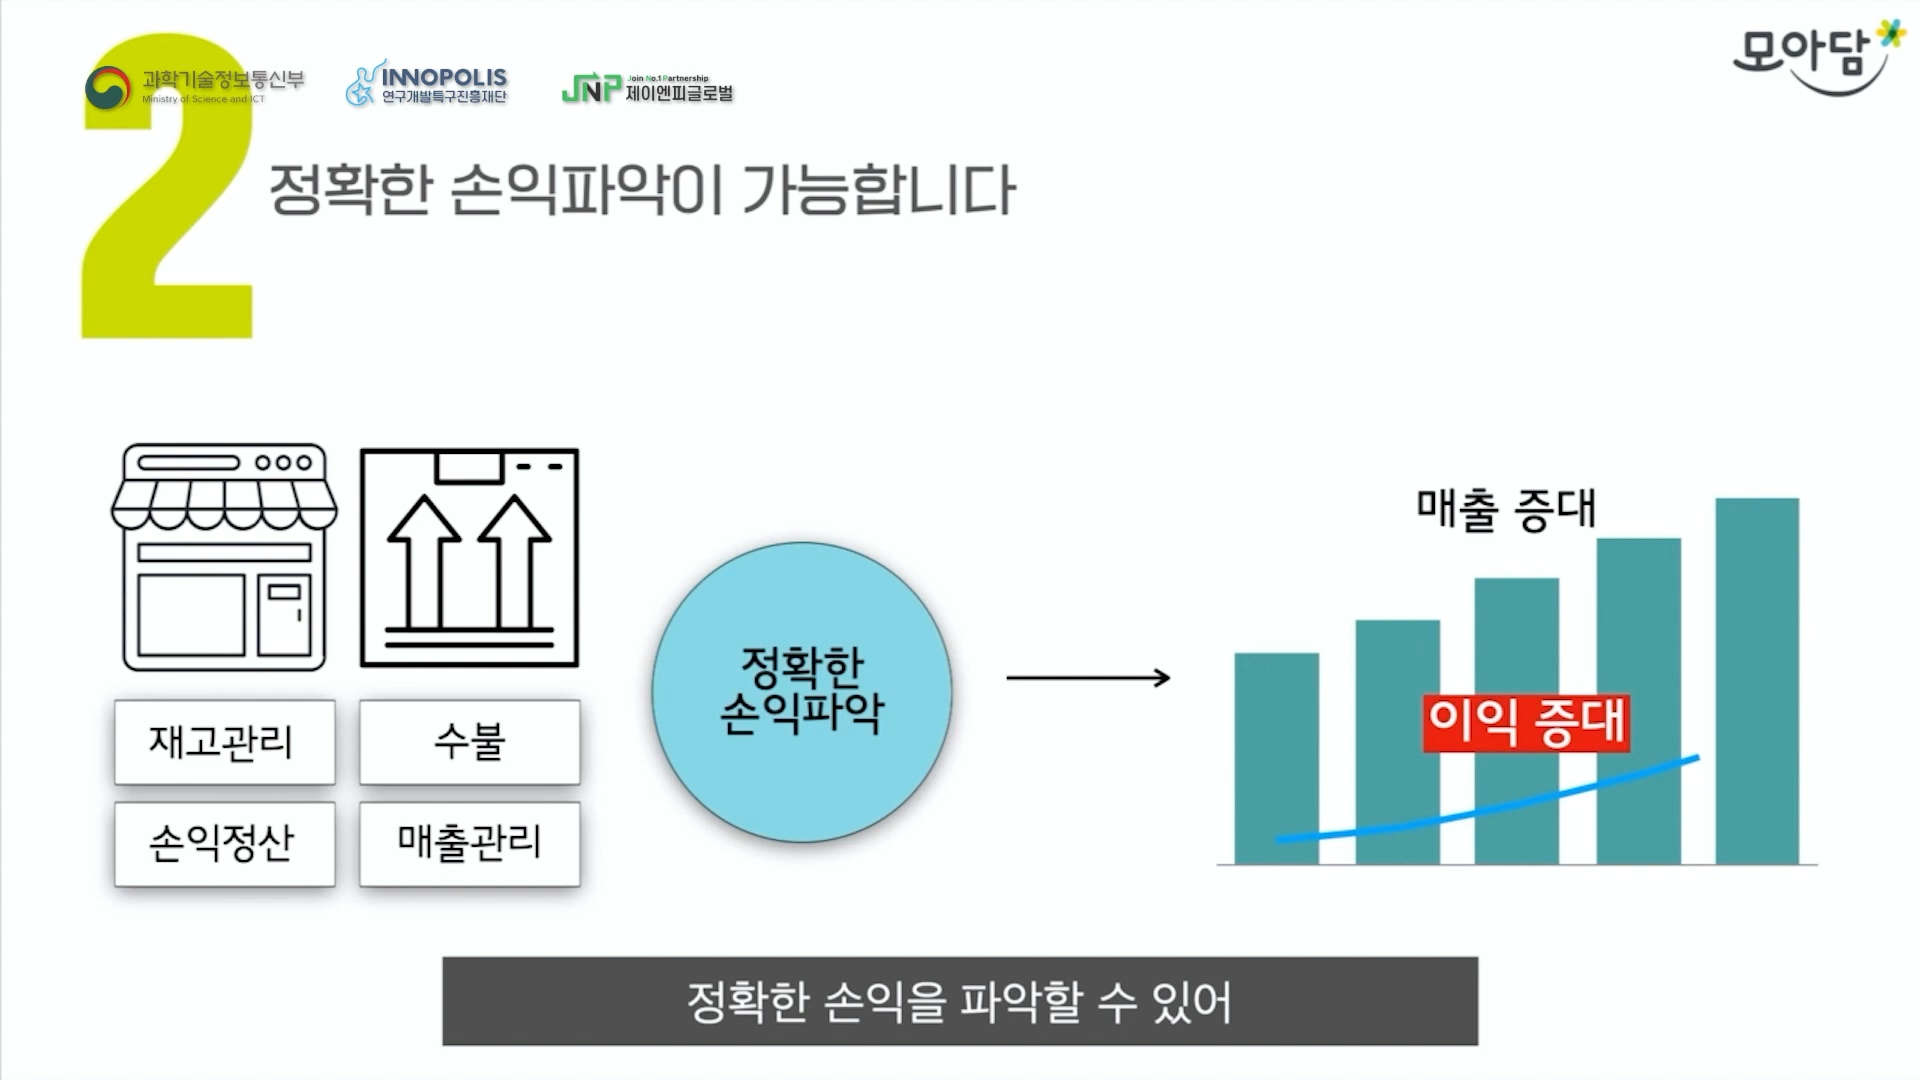 2
과학기술정보통신부
Ministry of Science and ICT
INNOPOLIS
연구개발특구진흥재단
Join No.1 Partnership
JNP 제이엔피글로벌
모아담
정확한 손익파악이 가능합니다
재고관리
수불
손익정산
매출관리
정확한
손익파악
매출 증대
이익 증대
정확한 손익을 파악할 수 있어